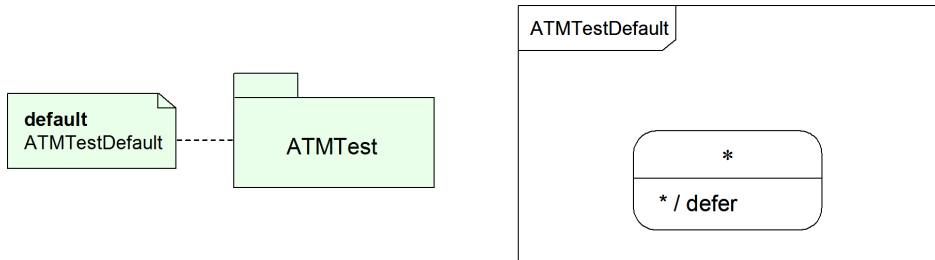 default
ATMTestDefault
ATMTest
ATMTestDefault
*
* / defer